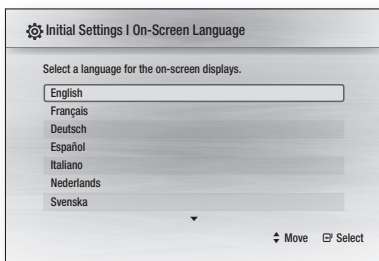 Initial Settings I On-Screen Language
Select a language for the on-screen displays.
English
Français
Deutsch
Español
Italiano
Nederlands
Svenska
Move Select